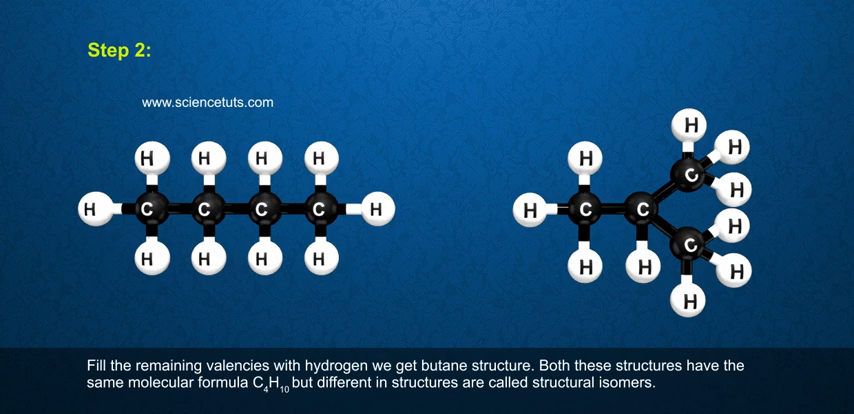 Step 2:
www.sciencetuts.com
H H H H
H C C C C H
H H H H
H
H H
H
H C C C H
H
C H
H H H
H
Fill the remaining valencies with hydrogen we get butane structure. Both these structures have the
same molecular formula C₄H₁₀ but different in structures are called structural isomers.